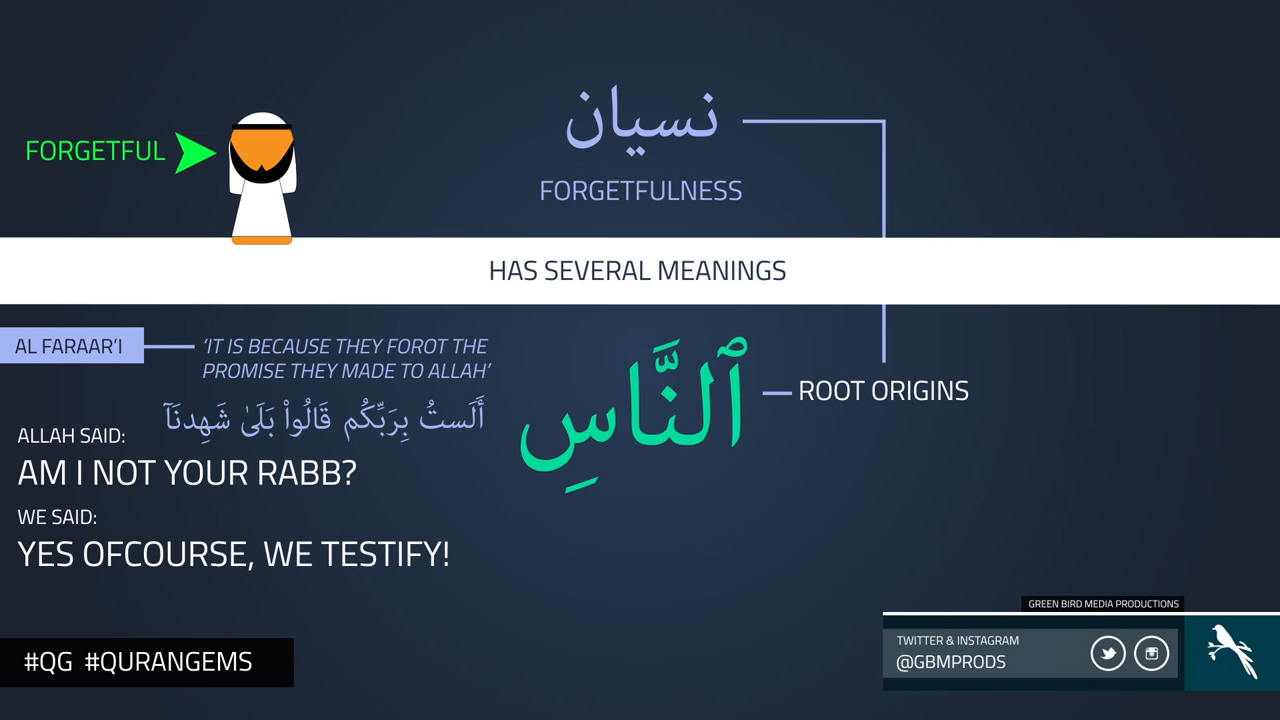 نسيان
FORGETFUL
FORGETFULNESS
HAS SEVERAL MEANINGS
AL FARAAR'I
'IT IS BECAUSE THEY FOROT THE
PROMISE THEY MADE TO ALLAH'
أَلَستُ بِرَبِّكُم قَالُوا۟ بَلَىٰ شَهِدنَآ
ٱلنَّاسِ
ROOT ORIGINS
ALLAH SAID:
AM I NOT YOUR RABB?
WE SAID:
YES OFCOURSE, WE TESTIFY!
#QG #QURANGEMS
GREEN BIRD MEDIA PRODUCTIONS
TWITTER & INSTAGRAM
@GBMPRODS